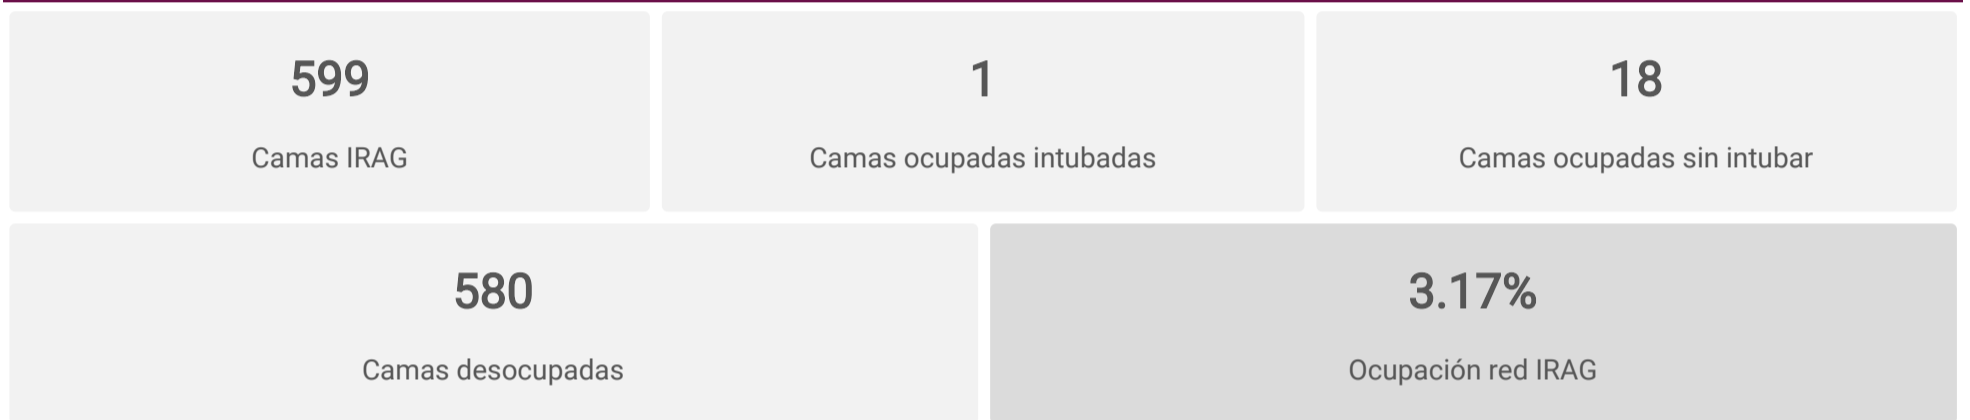 599
Camas IRAG
1
Camas ocupadas intubadas
18
Camas ocupadas sin intubar
580
Camas desocupadas
3.17%
Ocupación red IRAG